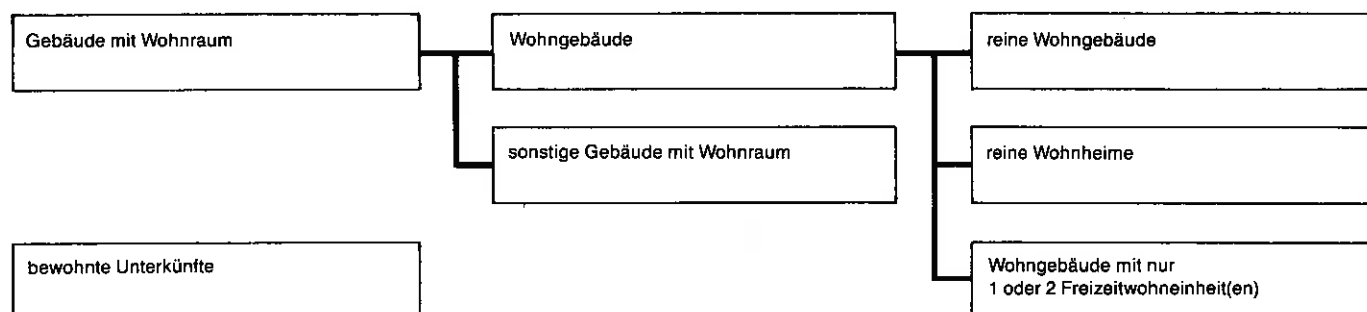 Gebäude mit Wohnraum
Wohngebäude
reine Wohngebäude
sonstige Gebäude mit Wohnraum
reine Wohnheime
bewohnte Unterkünfte
Wohngebäude mit nur
1 oder 2 Freizeitwohneinheit(en)